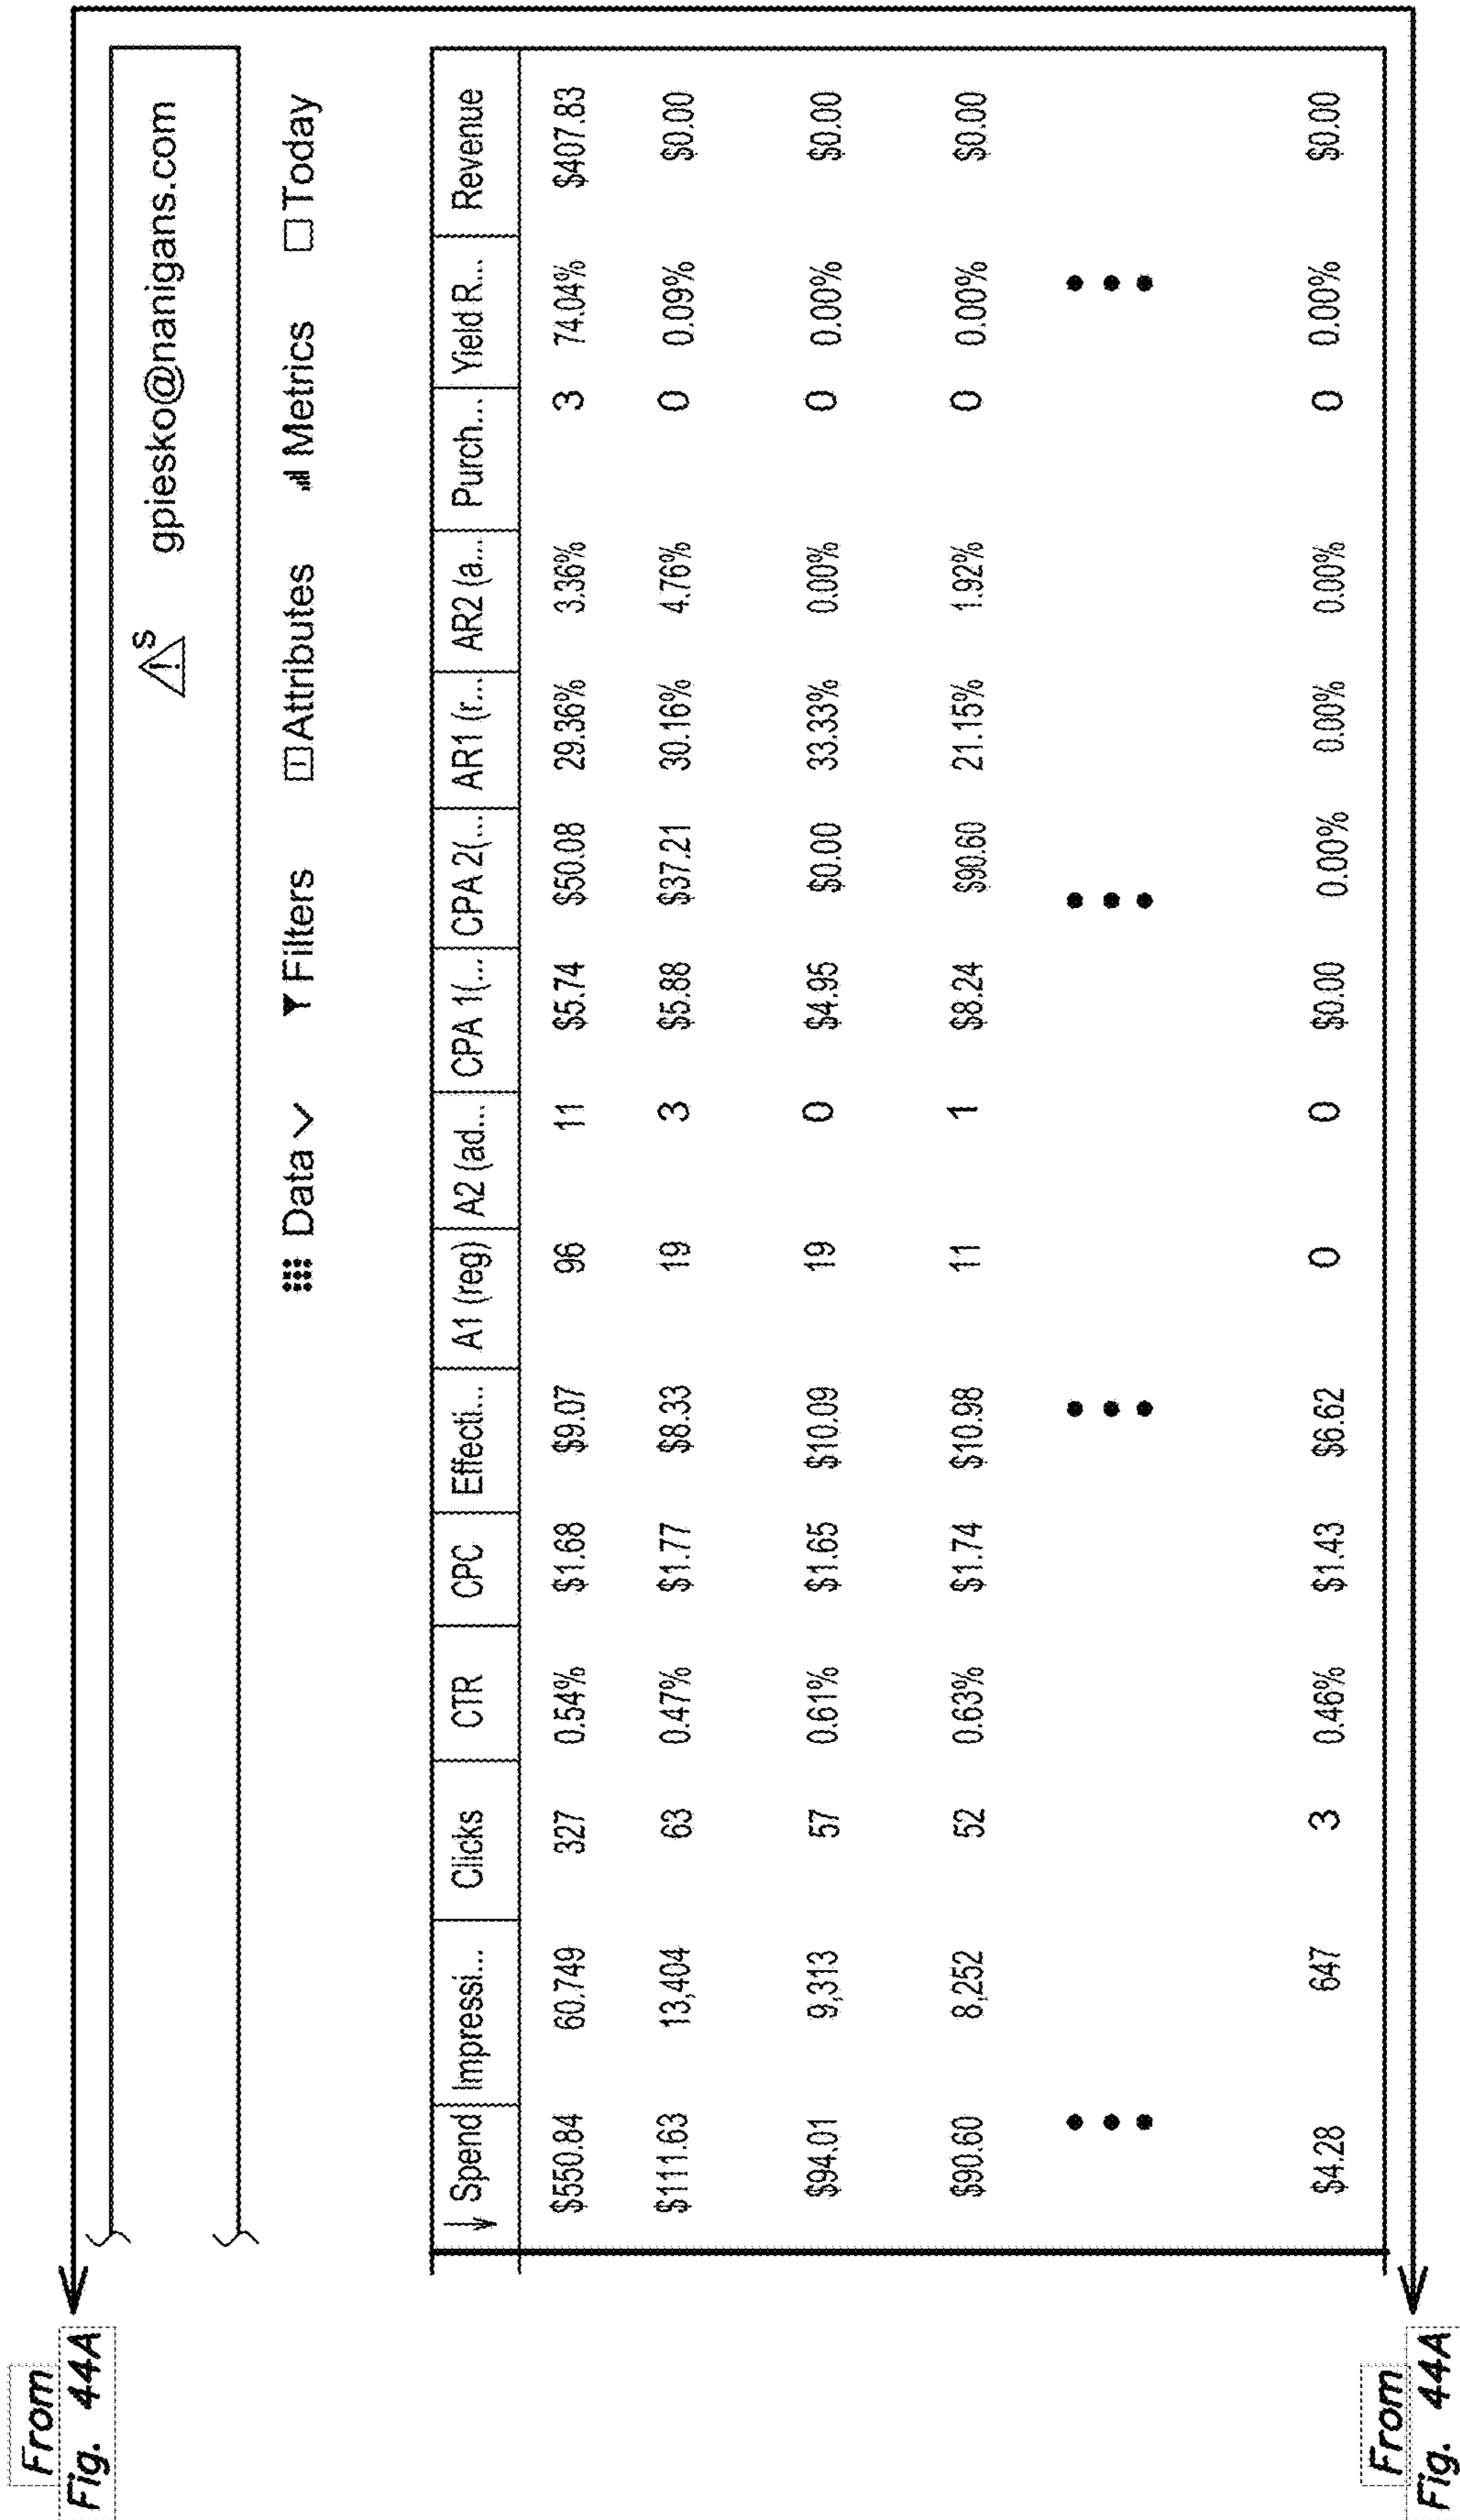 From
Fig. 44A
⚠S gpiesko@nanigans.com
Data ∨ Filters Attributes Metrics Today
↓ Spend Impressi... Clicks CTR CPC Effecti... A1 (reg) A2 (ad... CPA 1(... CPA 2(... AR1 (r... AR2 (a... Purch... Yield R... Revenue
$550.84 60.749 327 0.54% $1.68 $9.07 96 11 $5.74 $50.08 29.36% 3.36% 3 74.04% $407.83
$111.63 13,404 63 0.47% $1.77 $8.33 19 3 $5.88 $37.21 30.16% 4.76% 0 0.09% $0.00
$94.01 9,313 57 0.61% $1.65 $10.09 19 0 $4.95 $0.00 33.33% 0.00% 0 0.00% $0.00
$90.60 8,252 52 0.63% $1.74 $10.98 11 1 $8.24 $90.60 21.15% 1.92% 0 0.00% $0.00
$4.28 647 3 0.46% $1.43 $6.62 0 0 $0.00 0.00% 0.00% 0.00% 0 0.00% $0.00
From
Fig. 44A